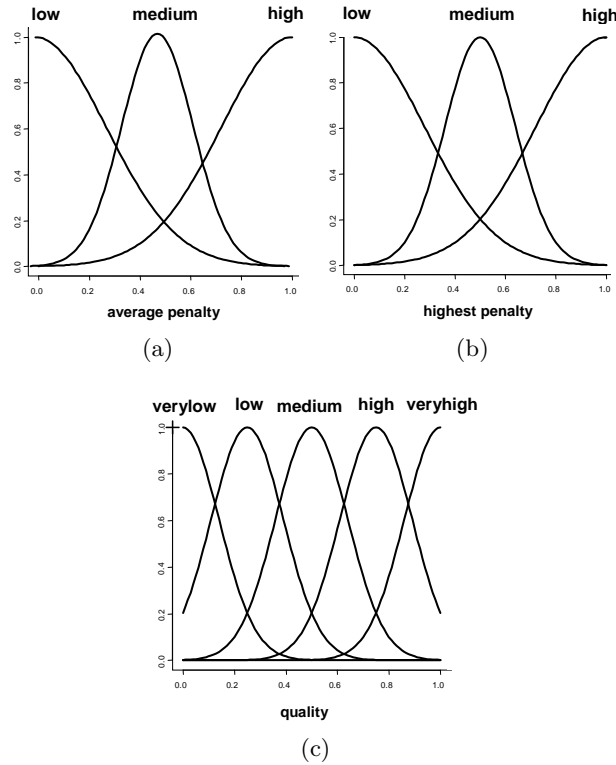 low medium high
1.0
0.8
0.6
0.4
0.2
0.0
0.0 0.2 0.4 0.6 0.8 1.0
average penalty
(a)
low medium high
1.0
0.8
0.6
0.4
0.2
0.0
0.0 0.2 0.4 0.6 0.8 1.0
highest penalty
(b)
verylow low medium high veryhigh
1.0
0.8
0.6
0.4
0.2
0.0
0.0 0.2 0.4 0.6 0.8 1.0
quality
(c)